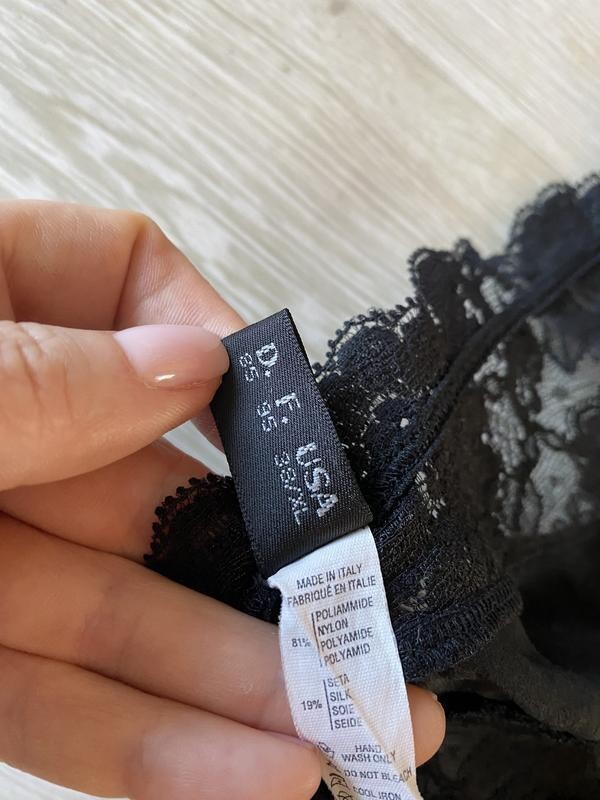 D. F. USA
85 95 38/XL
MADE IN ITALY
FABRIQUÉ EN ITALIE
81%
POLIAMMIDE
NYLON
POLYAMIDE
POLYAMID
19%
SETA
SILK
SOIE
SEIDE
HAND
WASH ONLY
DO NOT BLEACH
COOL IRON